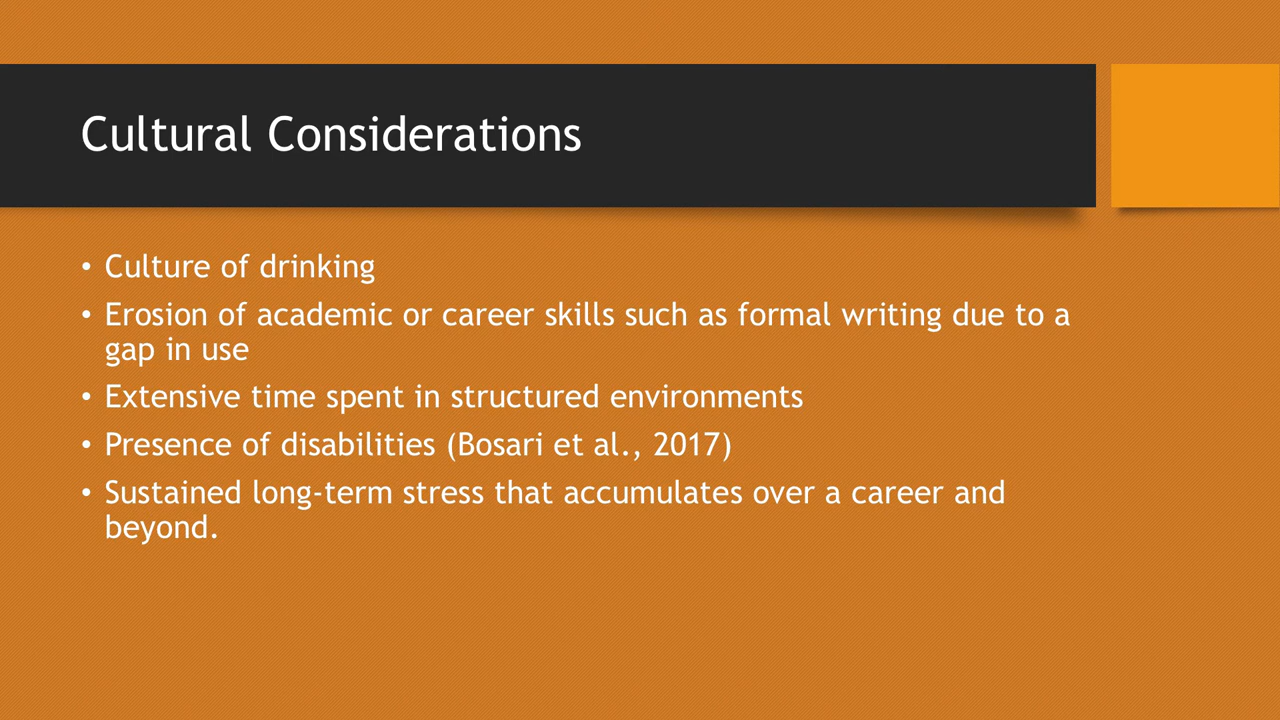 Cultural Considerations
• Culture of drinking
• Erosion of academic or career skills such as formal writing due to a
gap in use
• Extensive time spent in structured environments
• Presence of disabilities (Bosari et al., 2017)
• Sustained long-term stress that accumulates over a career and
beyond.